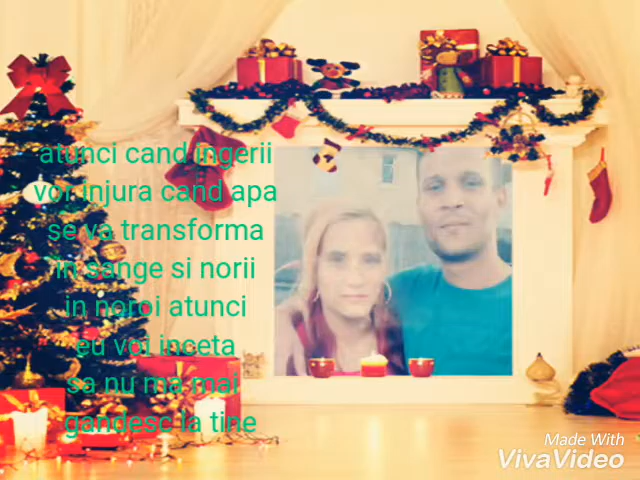 atunci cand ingerii
vor injura cand apa
se va transforma
in sange si norii
in noroi atunci
eu voi inceta
sa nu ma mai
gandesc la tine
Made With
VivaVideo